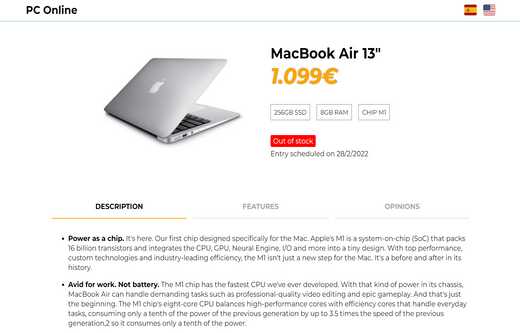 PC Online
MacBook Air 13"
1.099€
256GB SSD
8GB RAM
CHIP M1
Out of stock
Entry scheduled on 28/2/2022
DESCRIPTION
FEATURES
OPINIONS
Power as a chip. It's here. Our first chip designed specifically for the Mac. Apple's M1 is a system-on-chip (SoC) that packs
16 billion transistors and integrates the CPU, GPU, Neural Engine, I/O and more into a tiny design. With top performance,
custom technologies and industry-leading efficiency, the M1 isn't just a new step for the Mac. It's a before and after in its
history.
Avid for work. Not battery. The M1 chip has the fastest CPU we've ever developed. With that kind of power in its chassis,
MacBook Air can handle demanding tasks such as professional-quality video editing and epic gameplay. And that's just
the beginning. The M1 chip's eight-core CPU balances high-performance cores with efficiency cores that handle everyday
tasks, consuming only a tenth of the power of the previous generation by up to 3.5 times the speed of the previous
generation,2 so it consumes only a tenth of the power.